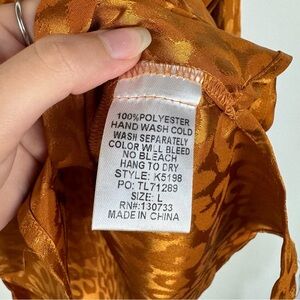 100%POLYESTER
HAND WASH COLD
WASH SEPARATELY
COLOR WILL BLEED
NO BLEACH
HANG TO DRY
STYLE: K5198
PO: TL71289
SIZE: L
RN#:130733
MADE IN CHINA